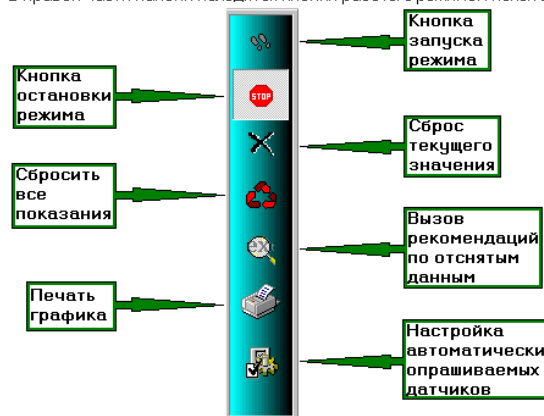 Кнопка
запуска
режима
Кнопка
остановки
режима
STOP
Сброс
текущего
значения
Сбросить
все
показания
Вызов
рекомендаций
по отснятым
данным
ex
Печать
графика
Настройка
автоматически
опрашиваемых
датчиков